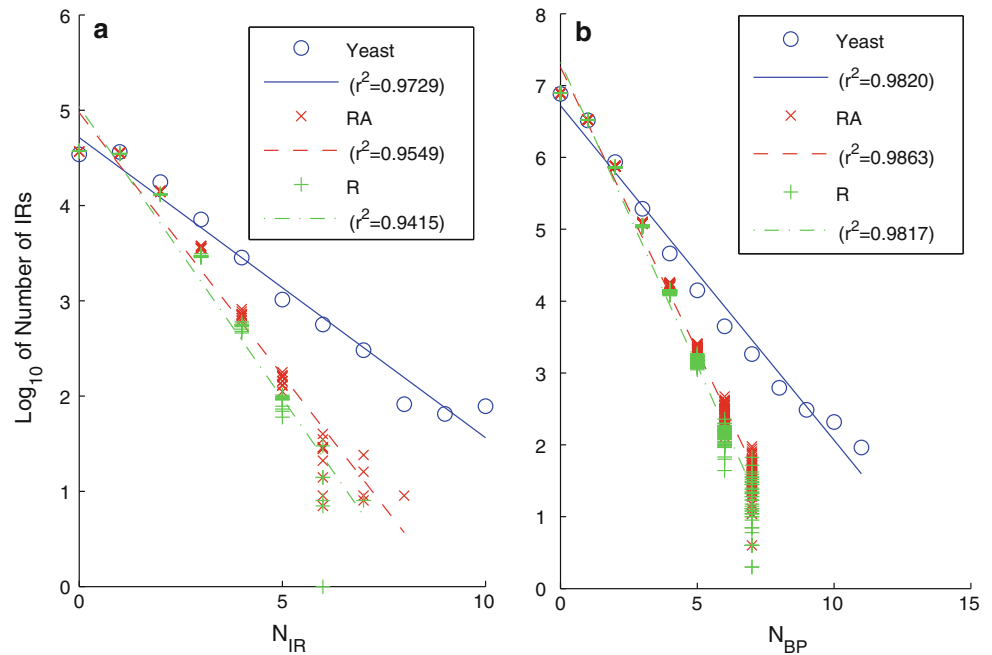 a
Yeast
(r²=0.9729)
RA
(r²=0.9549)
R
(r²=0.9415)
6
5
4
3
2
1
0
0
5
10
Log₁₀ of Number of IRs
N_IR
b
Yeast
(r²=0.9820)
RA
(r²=0.9863)
R
(r²=0.9817)
8
7
6
5
4
3
2
1
0
0
5
10
15
N_BP